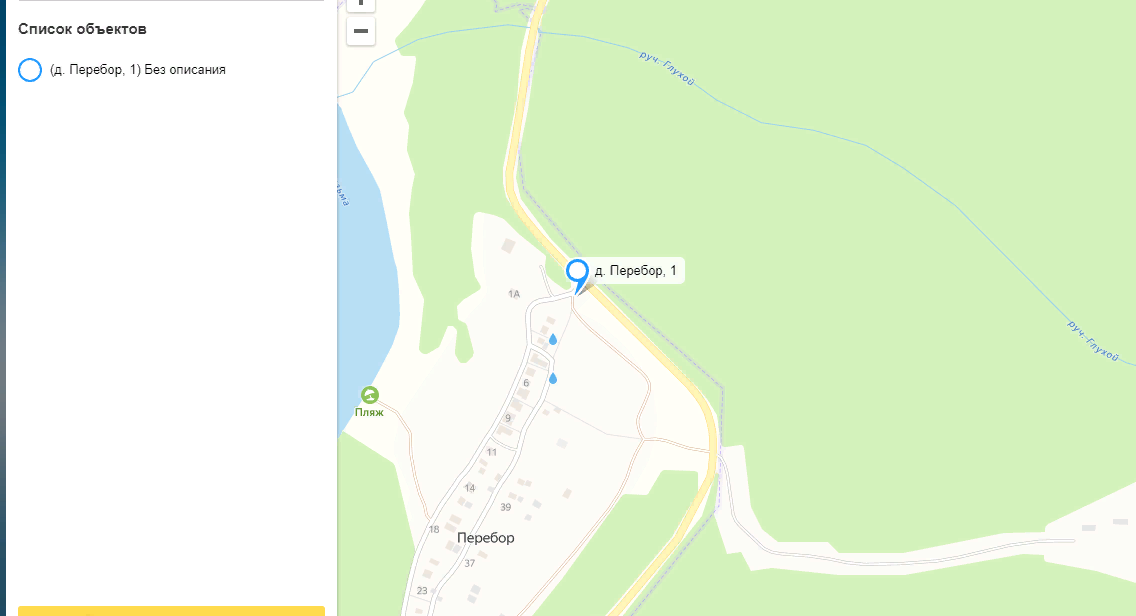 Список объектов
(д. Перебор, 1) Без описания
руч. Глухой
д. Перебор, 1
1А
руч. Глухой
6
Пляж
9
11
14
39
18
Перебор
37
23